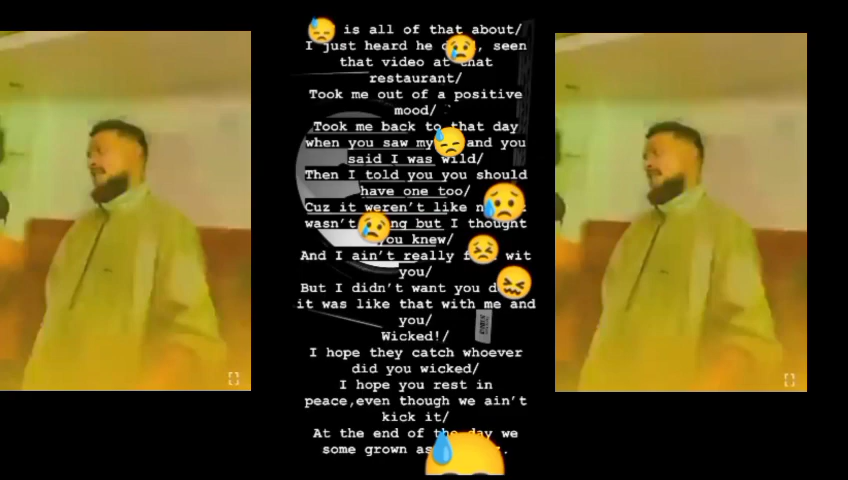 is all of that about/
I just heard he , seen
that video at that
restaurant/
Took me out of a positive
mood/
Took me back to that day
when you saw my and you
said I was wild/
Then I told you you should
have one too/
Cuz it weren't like
wasn't but I thought
you knew/
And I ain't really wit
you/
But I didn't want you
it was like that with me and
you/
Wicked!/
I hope they catch whoever
did you wicked/
I hope you rest in
peace,even though we ain't
kick it/
At the end of the day we
some grown